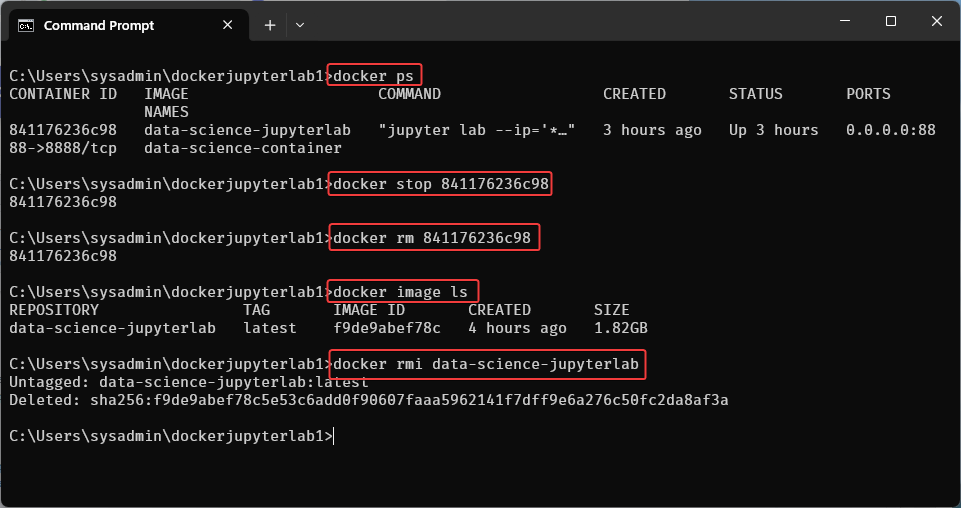 Command Prompt
C:\Users\sysadmin\dockerjupyterlab1>docker ps
CONTAINER ID   IMAGE                     COMMAND                  CREATED       STATUS       PORTS
               NAMES
841176236c98   data-science-jupyterlab   "jupyter lab --ip='*…"   3 hours ago   Up 3 hours   0.0.0.0:88
88->8888/tcp   data-science-container
C:\Users\sysadmin\dockerjupyterlab1>docker stop 841176236c98
841176236c98
C:\Users\sysadmin\dockerjupyterlab1>docker rm 841176236c98
841176236c98
C:\Users\sysadmin\dockerjupyterlab1>docker image ls
REPOSITORY                TAG       IMAGE ID       CREATED       SIZE
data-science-jupyterlab   latest    f9de9abef78c   4 hours ago   1.82GB
C:\Users\sysadmin\dockerjupyterlab1>docker rmi data-science-jupyterlab
Untagged: data-science-jupyterlab:latest
Deleted: sha256:f9de9abef78c5e53c6add0f90607faaa5962141f7dff9e6a276c50fc2da8af3a
C:\Users\sysadmin\dockerjupyterlab1>